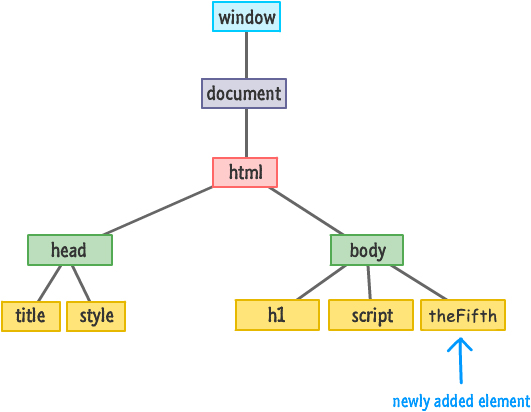 window
document
html
head
body
title
style
h1
script
theFifth
newly added element